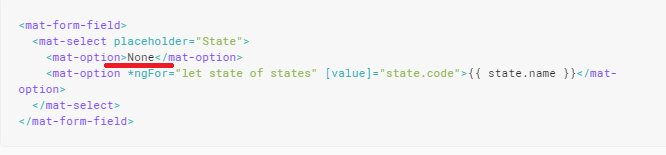 <mat-form-field>
<mat-select placeholder="State">
<mat-option>None</mat-option>
<mat-option *ngFor="let state of states" [value]="state.code">{{ state.name }}</mat-
option>
</mat-select>
</mat-form-field>